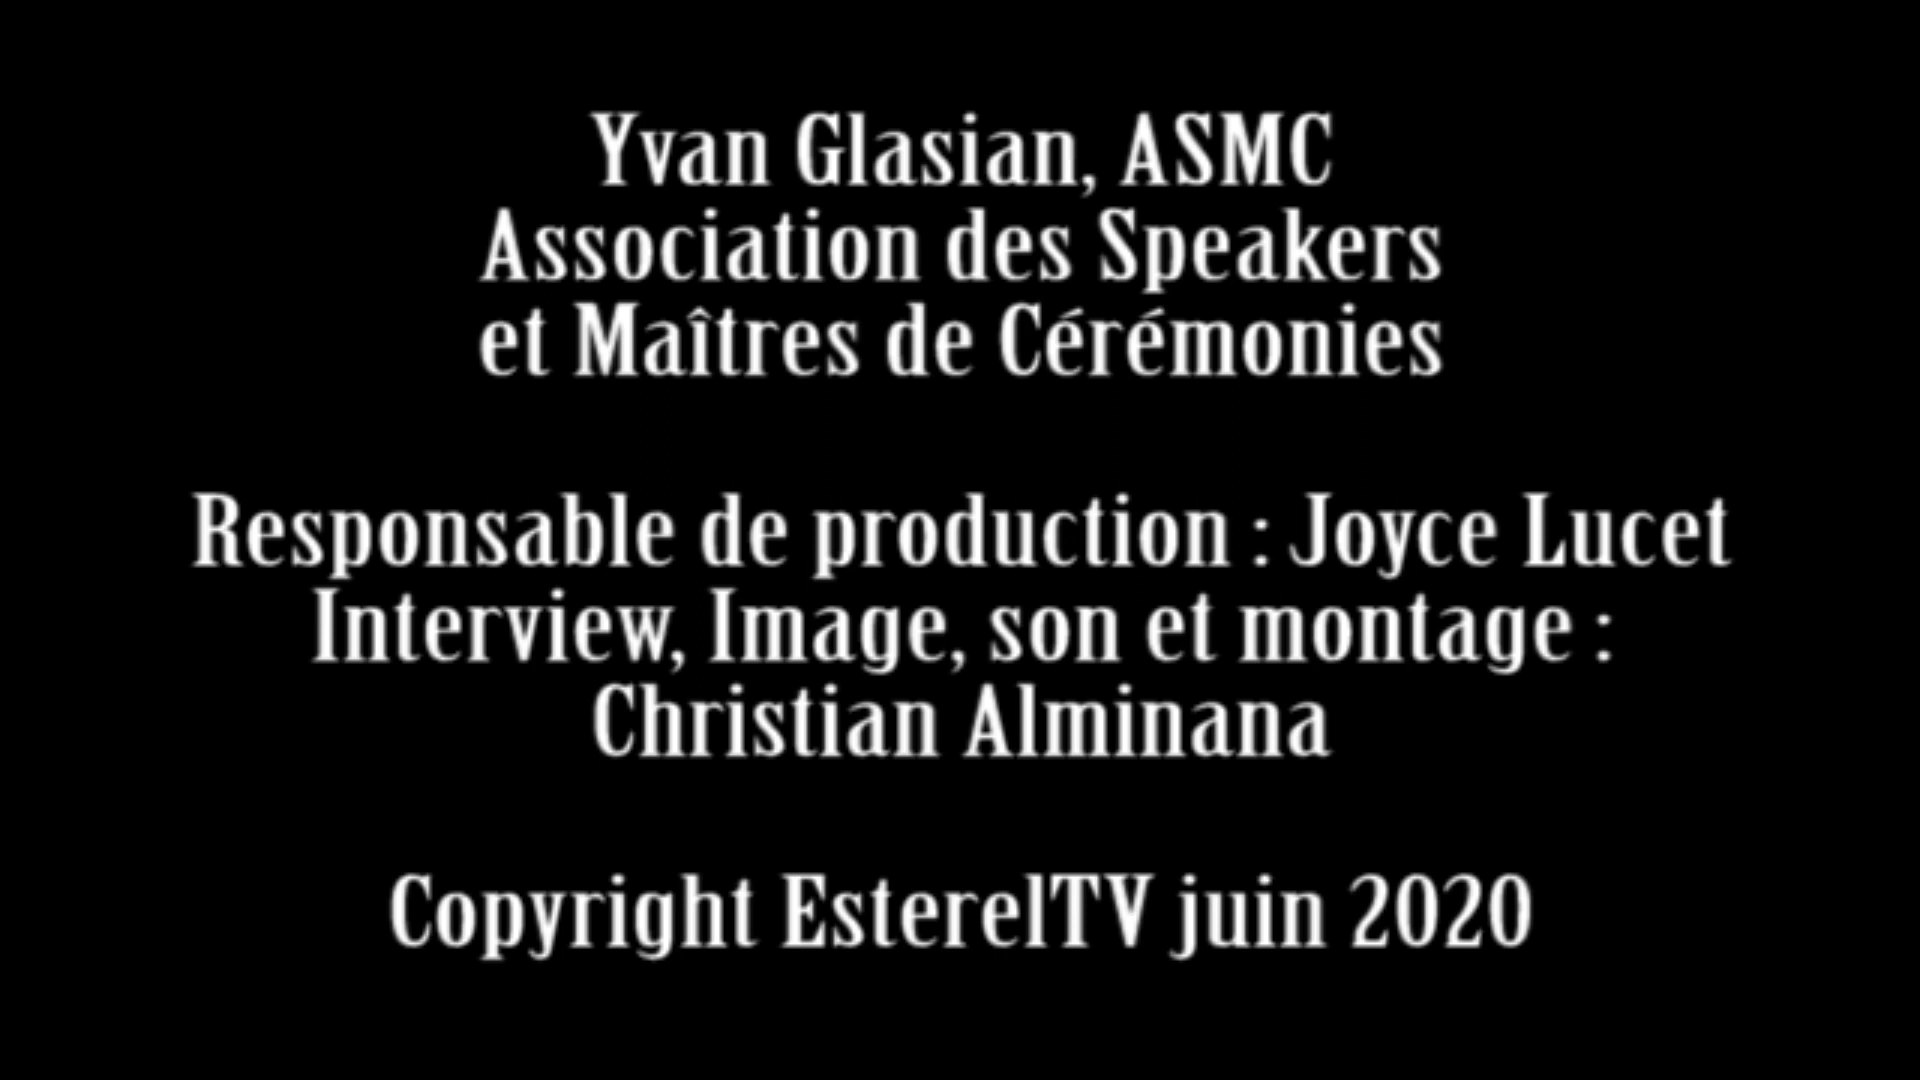 Yvan Glasian, ASMC
Association des Speakers
et Maîtres de Cérémonies
Responsable de production : Joyce Lucet
Interview, Image, son et montage :
Christian Alminana
Copyright EsterelTV juin 2020